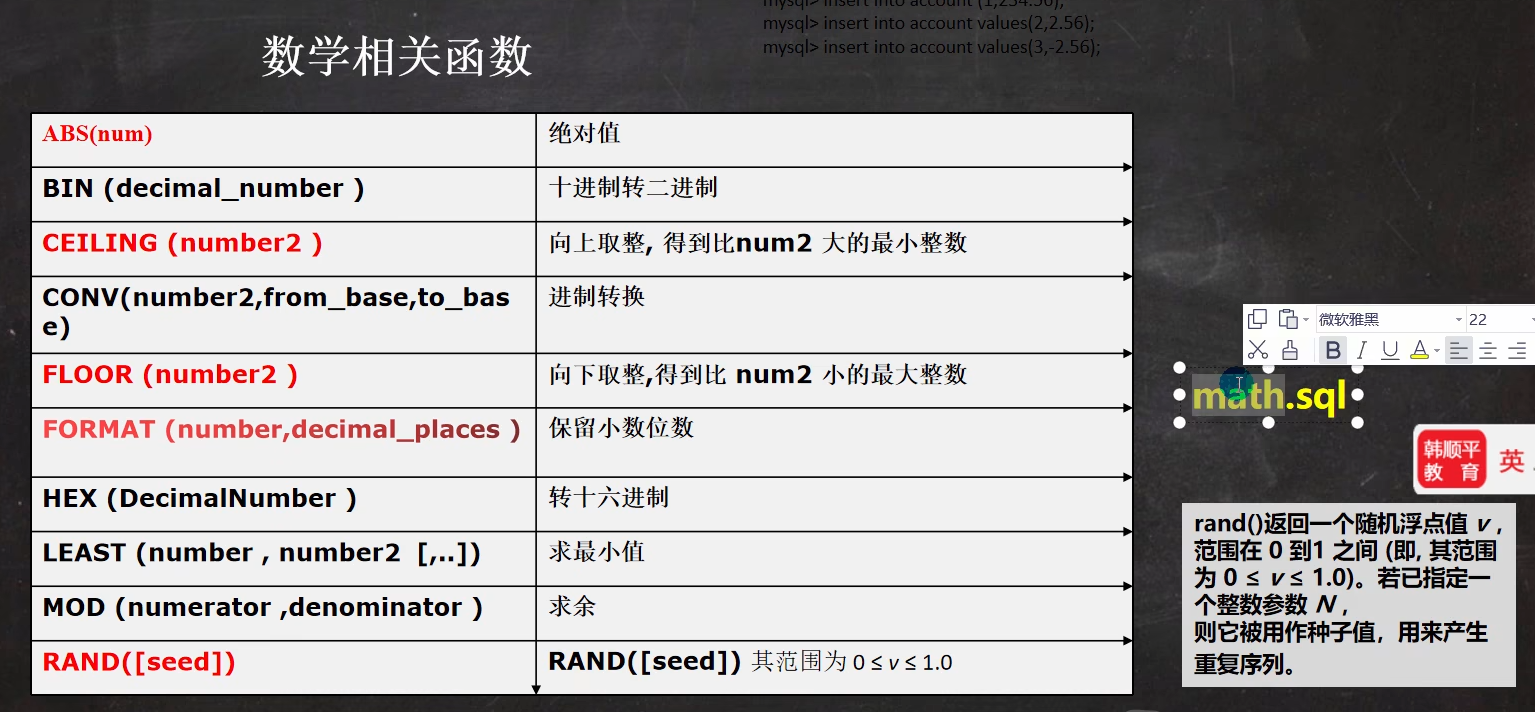 mysql> insert into account (1,234.56);
mysql> insert into account values(2,2.56);
mysql> insert into account values(3,-2.56);
数学相关函数
ABS(num) 绝对值
BIN (decimal_number ) 十进制转二进制
CEILING (number2 ) 向上取整, 得到比num2 大的最小整数
CONV(number2,from_base,to_bas 进制转换
e)
FLOOR (number2 ) 向下取整,得到比 num2 小的最大整数
FORMAT (number,decimal_places ) 保留小数位数
HEX (DecimalNumber ) 转十六进制
LEAST (number , number2 [,..]) 求最小值
MOD (numerator ,denominator ) 求余
RAND([seed]) RAND([seed]) 其范围为 0 ≤ v ≤ 1.0
微软雅黑 22
B I U A
math.sql
韩顺平
教 育
英
rand()返回一个随机浮点值 v ,
范围在 0 到1 之间 (即, 其范围
为 0 ≤ v ≤ 1.0)。若已指定一
个整数参数 N ,
则它被用作种子值，用来产生
重复序列。